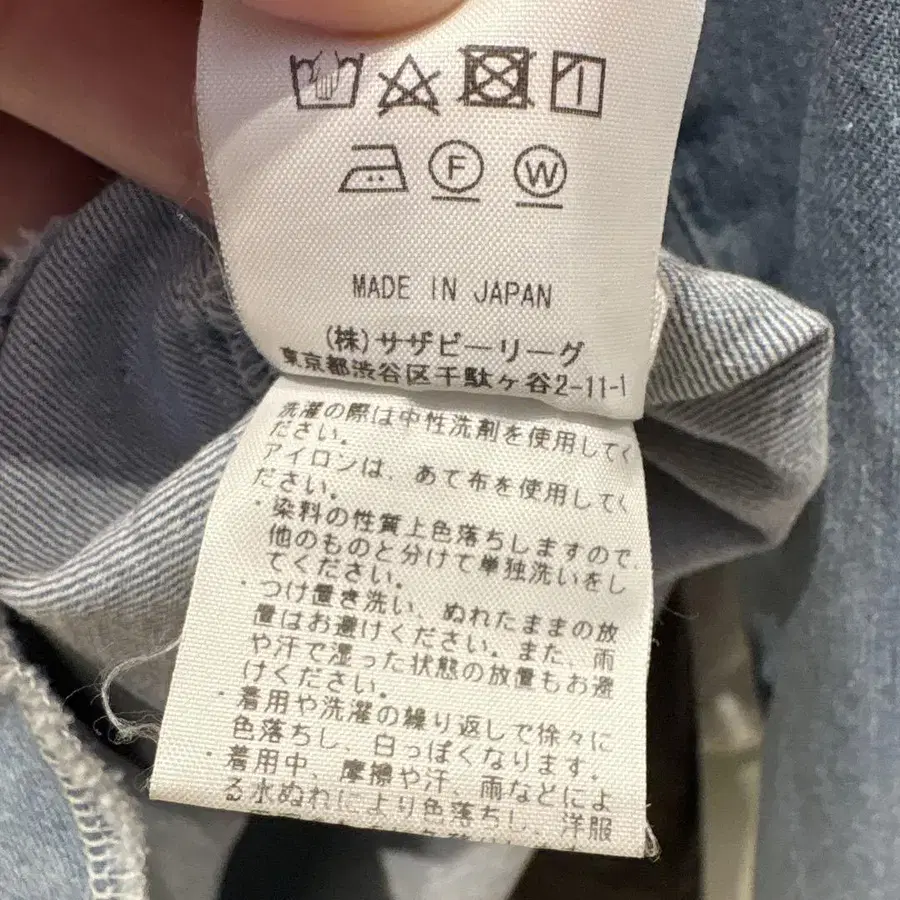 F
W
MADE IN JAPAN
(株)サザビーリーグ
東京都渋谷区千駄ヶ谷2-11-1
洗濯の際は中性洗剤を使用してく
ださい。
アイロンは、あて布を使用してく
ださい。
・染料の性質上色落ちしますので、
他のものと分けて単独洗いをし
てください。
・つけ置き洗い、ぬれたままの放
置はお避けください。また、雨
や汗で湿った状態の放置もお避
けください。
・着用や洗濯の繰り返しで徐々に
色落ちし、白っぽくなります。
・着用中、摩擦や汗、雨などによ
る水ぬれにより色落ちし、洋服